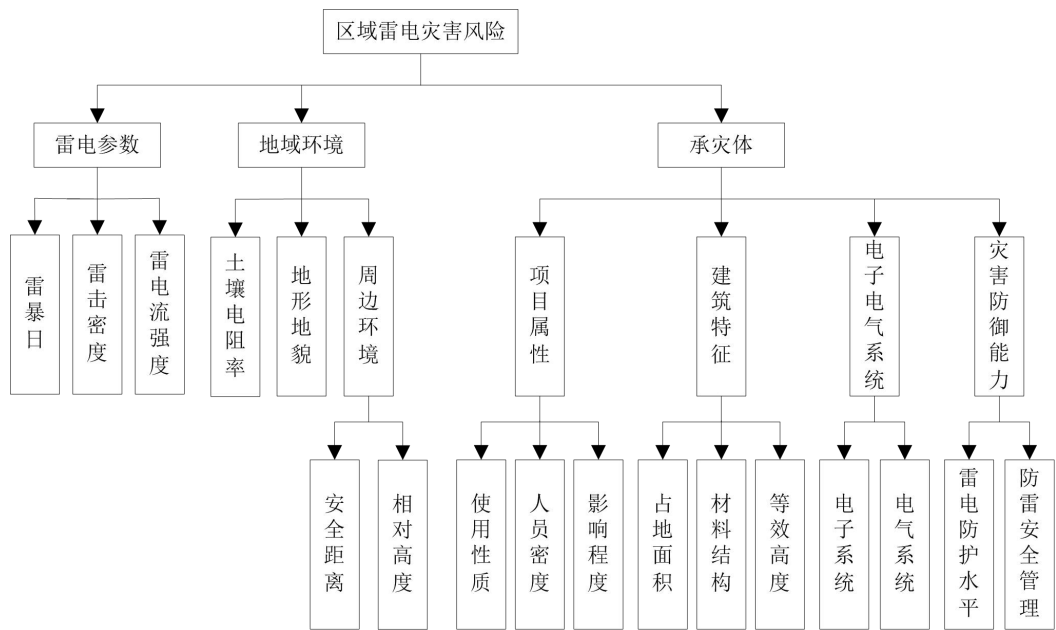 区域雷电灾害风险
雷电参数
地域环境
承灾体
雷暴日
雷击密度
雷电流强度
土壤电阻率
地形地貌
周边环境
项目属性
建筑特征
电子电气系统
灾害防御能力
安全距离
相对高度
使用性质
人员密度
影响程度
占地面积
材料结构
等效高度
电子系统
电气系统
雷电防护水平
防雷安全管理